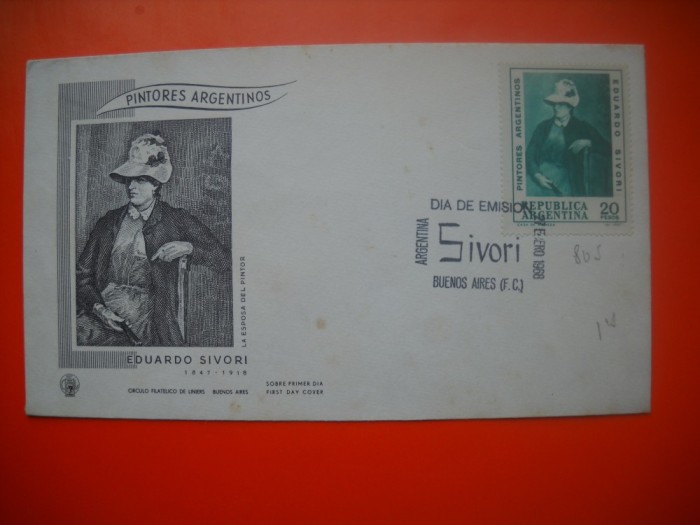 PINTORES ARGENTINOS
LA ESPOSA DEL PINTOR
EDUARDO SIVORI
1847 - 1918
CIRCULO FILATELICO DE LINIERS BUENOS AIRES
SOBRE PRIMER DIA
FIRST DAY COVER
PINTORES ARGENTINOS
EDUARDO SIVORI
REPUBLICA
ARGENTINA
20
PESOS
DIA DE EMISION
ARGENTINA
Sivori
ENERO 1968
BUENOS AIRES (F.C.)
805